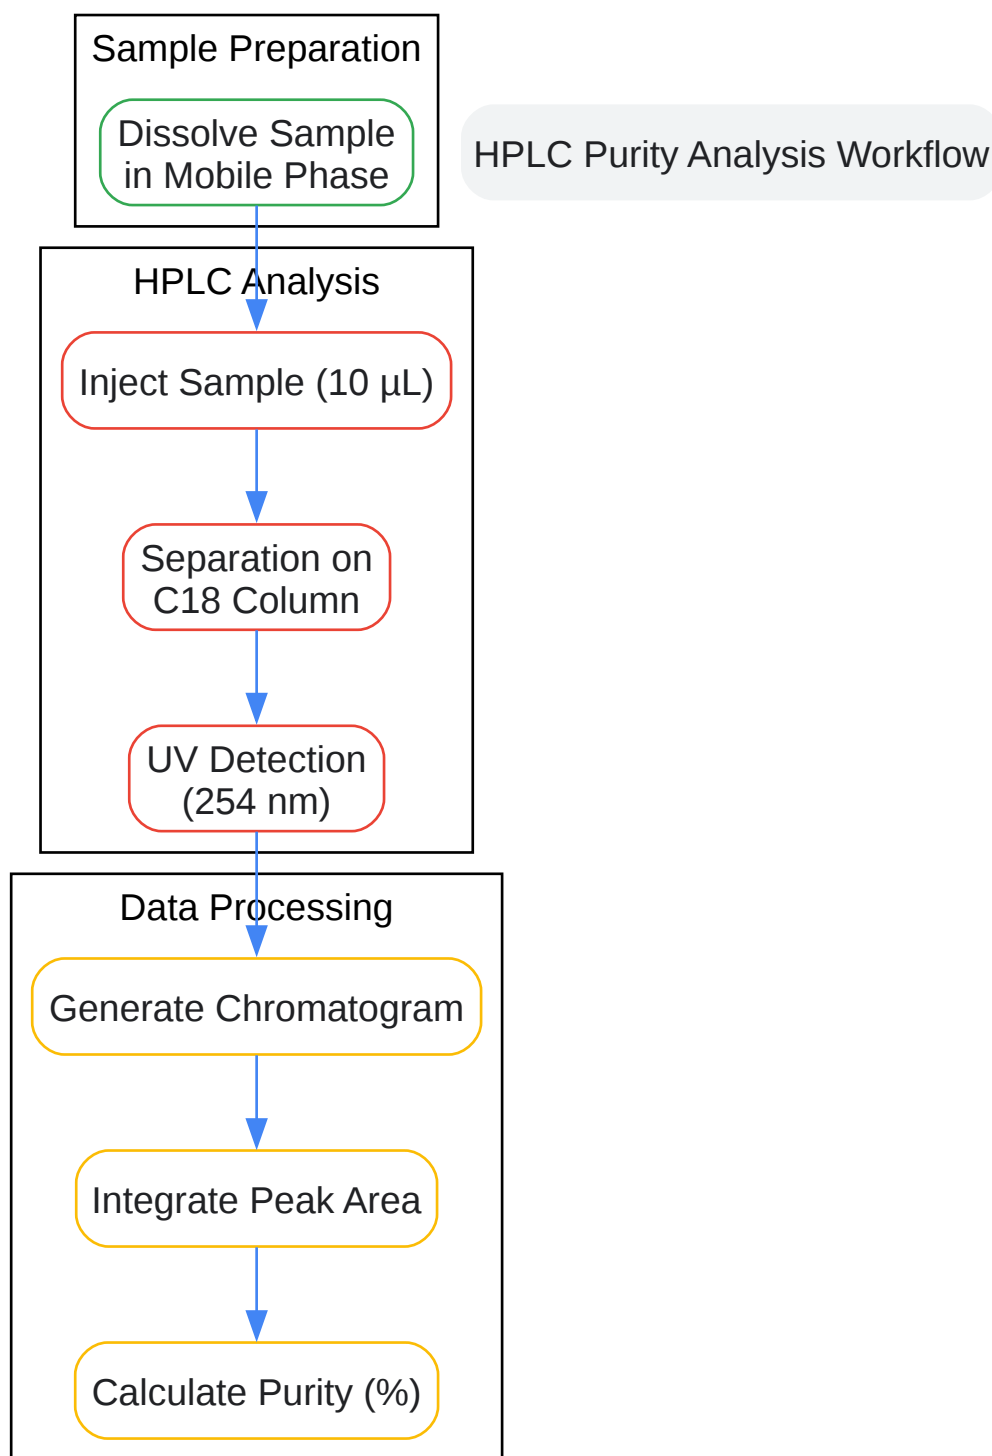 Sample Preparation
Dissolve Sample
in Mobile Phase
HPLC Purity Analysis Workflow
HPLC Analysis
Inject Sample (10 µL)
Separation on
C18 Column
UV Detection
(254 nm)
Data Processing
Generate Chromatogram
Integrate Peak Area
Calculate Purity (%)